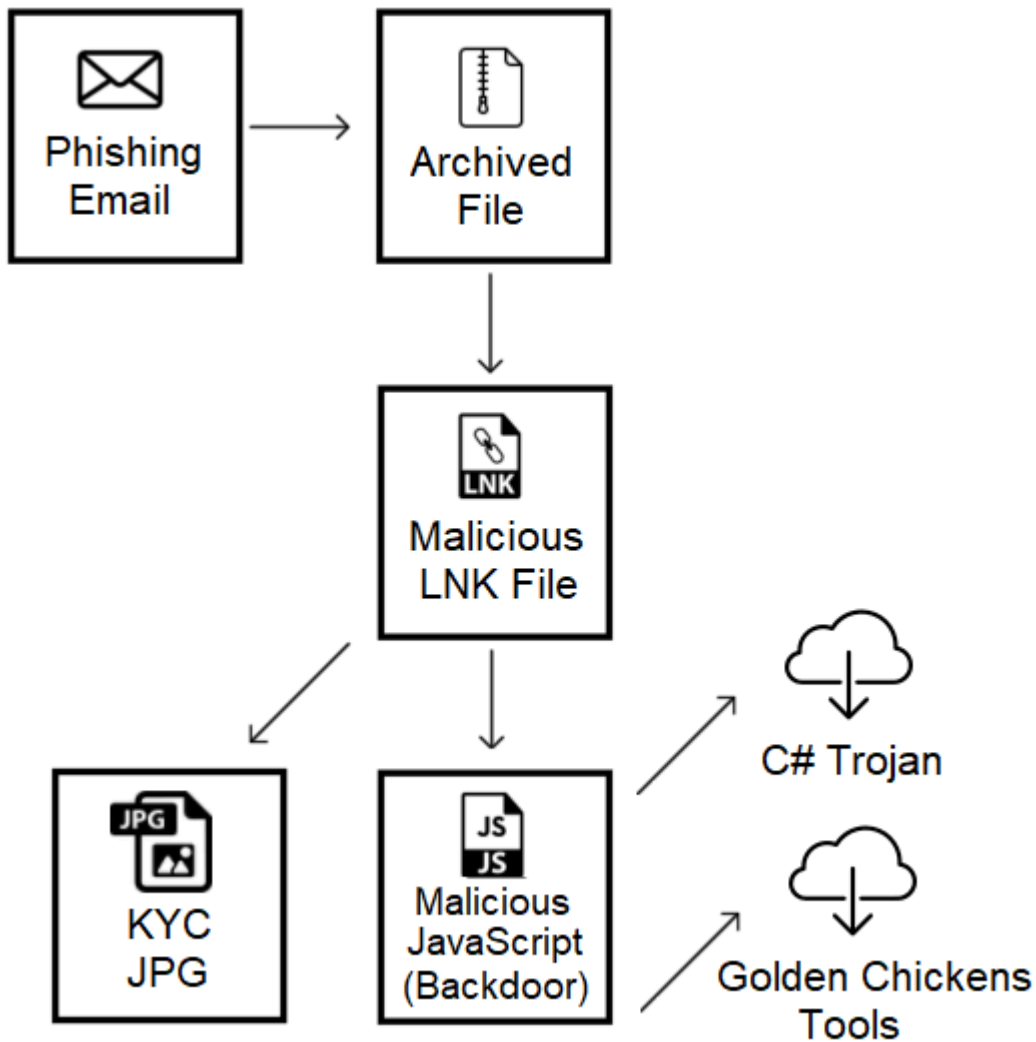 Phishing
Email
Archived
File
LNK
Malicious
LNK File
C# Trojan
JPG
KYC
JPG
JS
JS
Malicious
JavaScript
(Backdoor)
Golden Chickens
Tools